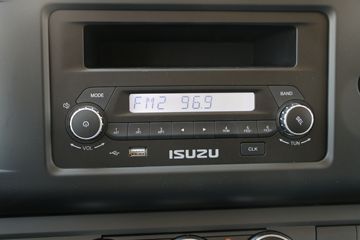 MODE
BAND
FM2 96.9
VOL
TUN
ISUZU
CLK